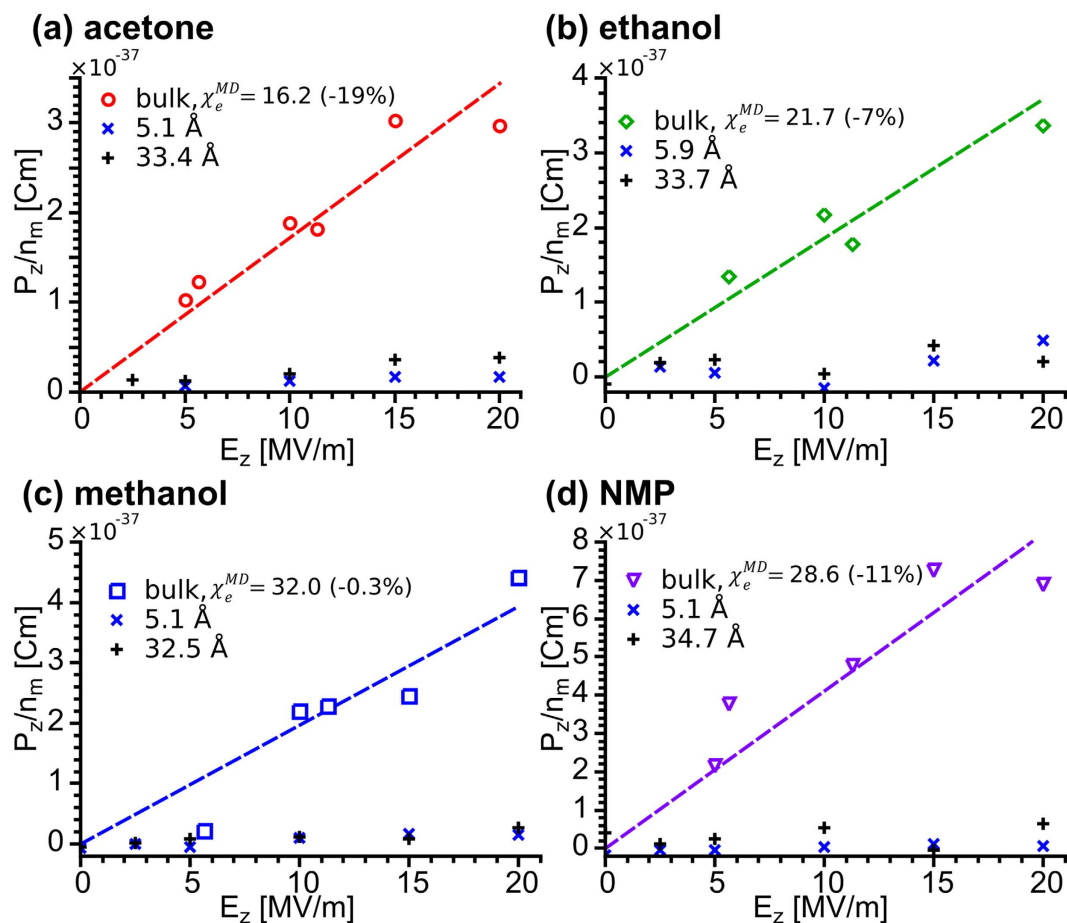 (a) acetone
×10⁻³⁷
bulk, χₑᴹᴰ = 16.2 (-19%)
5.1 Å
33.4 Å
P_z/n_m [Cm]
3
2
1
0
0 5 10 15 20
E_z [MV/m]
(b) ethanol
×10⁻³⁷
4
bulk, χₑᴹᴰ = 21.7 (-7%)
5.9 Å
33.7 Å
P_z/n_m [Cm]
2
0
0 5 10 15 20
E_z [MV/m]
(c) methanol
×10⁻³⁷
5
bulk, χₑᴹᴰ = 32.0 (-0.3%)
5.1 Å
32.5 Å
P_z/n_m [Cm]
4
3
2
1
0
0 5 10 15 20
E_z [MV/m]
(d) NMP
×10⁻³⁷
8
bulk, χₑᴹᴰ = 28.6 (-11%)
5.1 Å
34.7 Å
P_z/n_m [Cm]
7
6
5
4
3
2
1
0
0 5 10 15 20
E_z [MV/m]